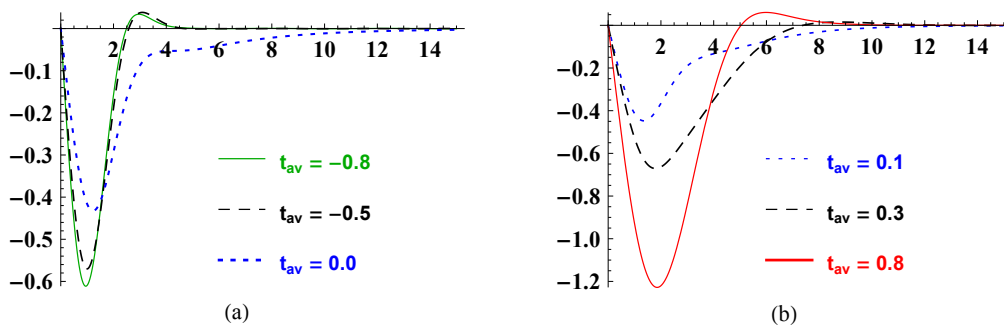 2 4 6 8 10 12 14
−0.1
−0.2
−0.3
−0.4
−0.5
−0.6
t_av = −0.8
t_av = −0.5
t_av = 0.0
(a)
2 4 6 8 10 12 14
−0.2
−0.4
−0.6
−0.8
−1.0
−1.2
t_av = 0.1
t_av = 0.3
t_av = 0.8
(b)